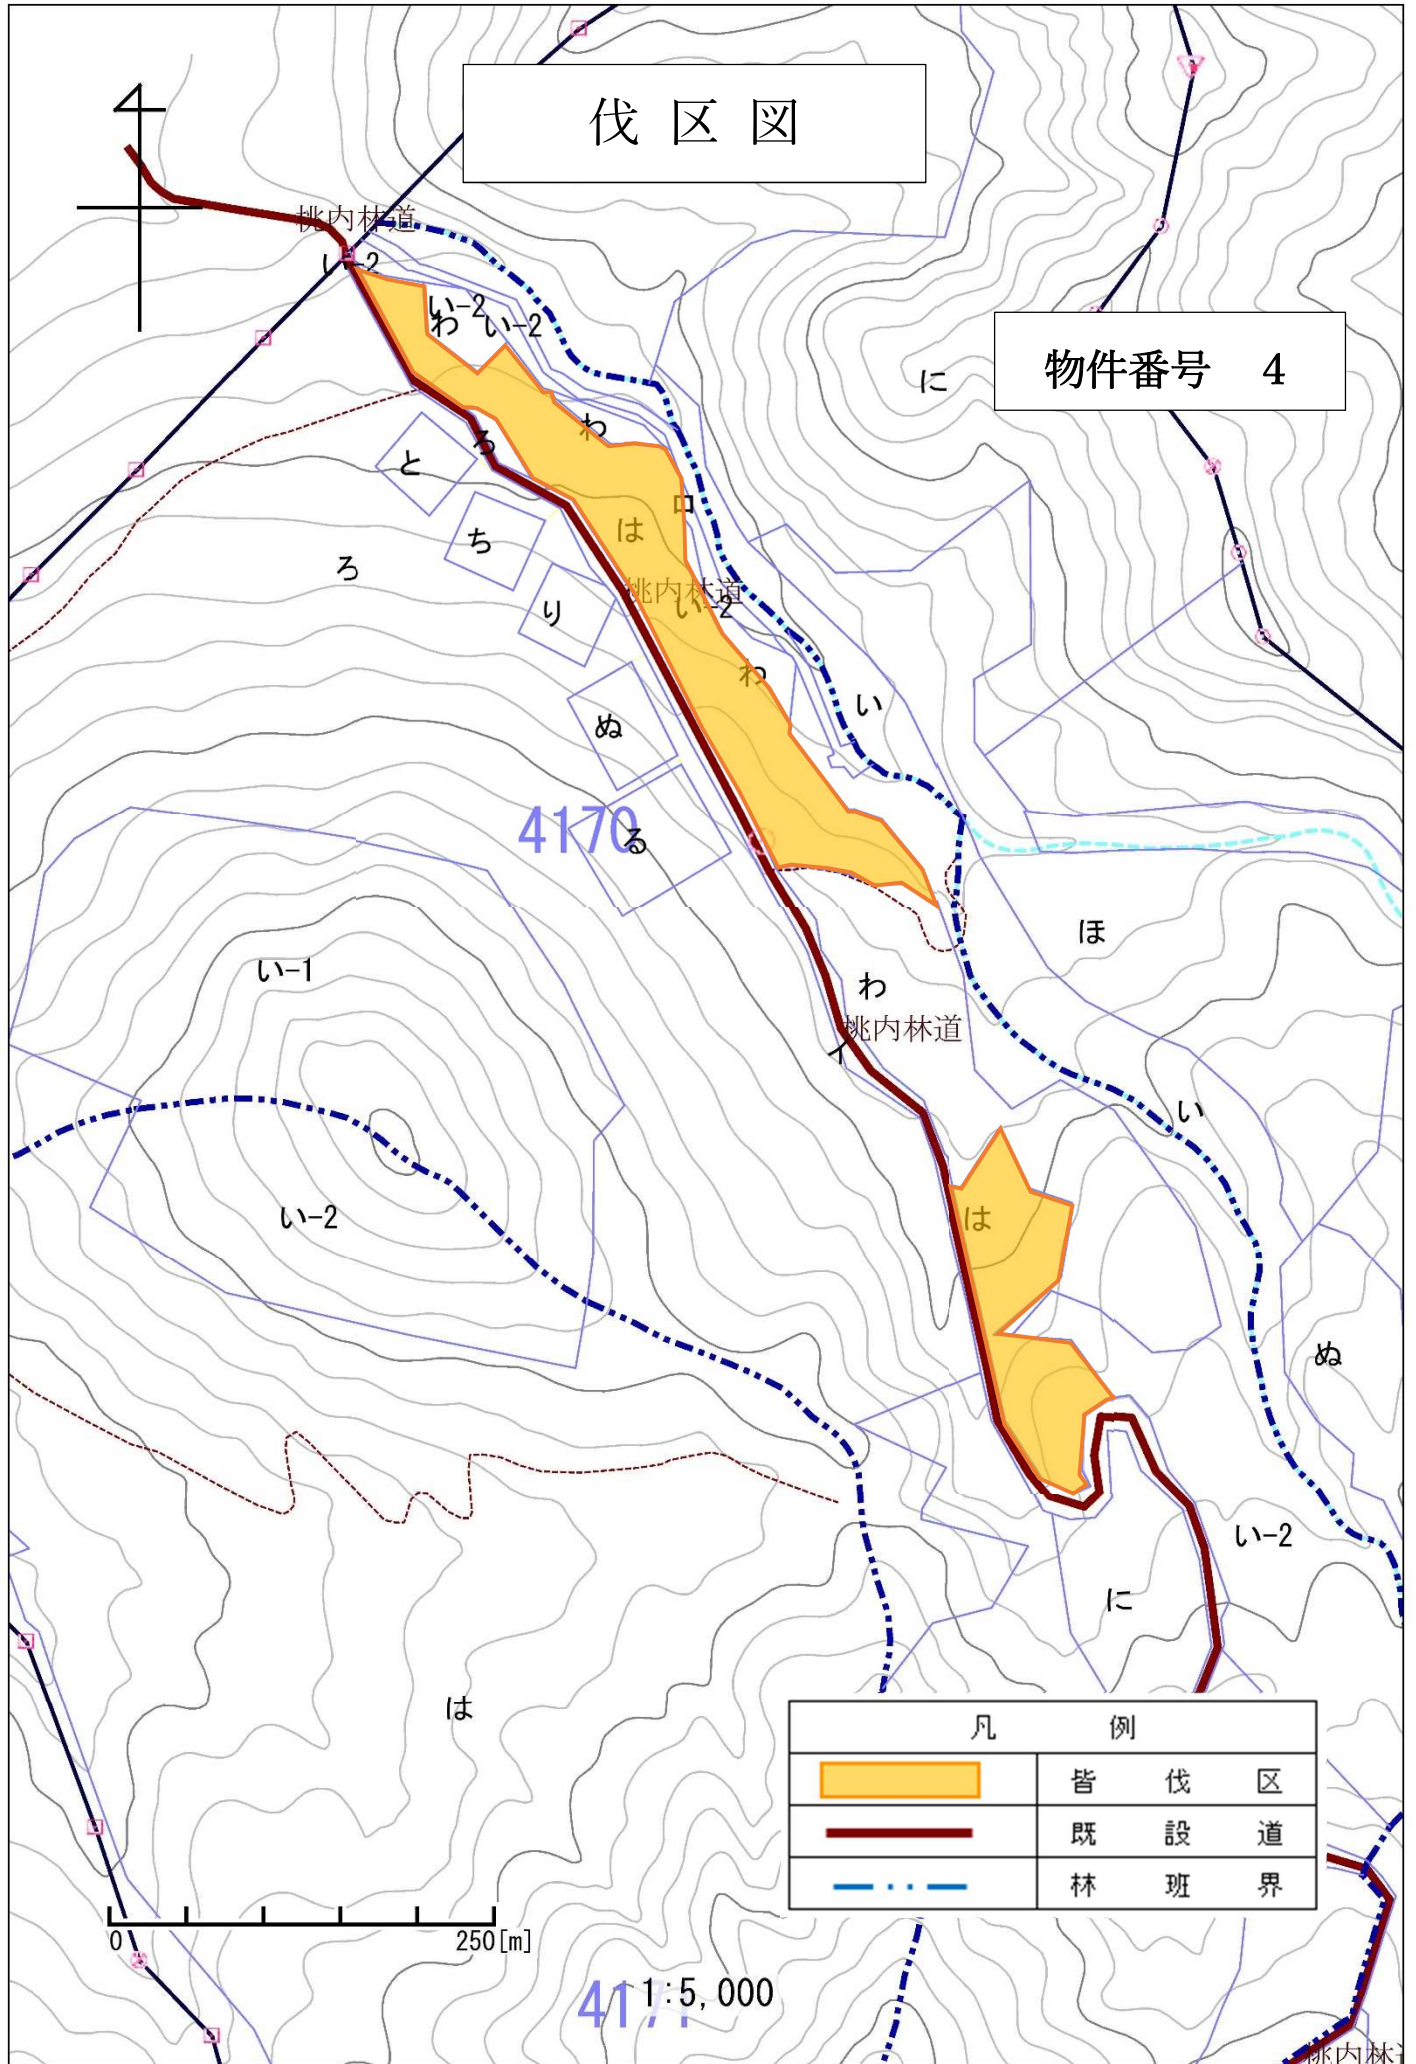 伐区図
桃内林道
い-2
い-2
わ
い-2
物件番号 4
に
わ
ろ
と
ロ
は
ち
ろ
桃内林道
い-2
り
わ
い
ぬ
4170
る
ほ
い-1
わ
桃内林道
イ
い
は
い-2
ぬ
い-2
に
は
凡例
皆伐区
既設道
林班界
0 250[m]
1:5,000
桃内林